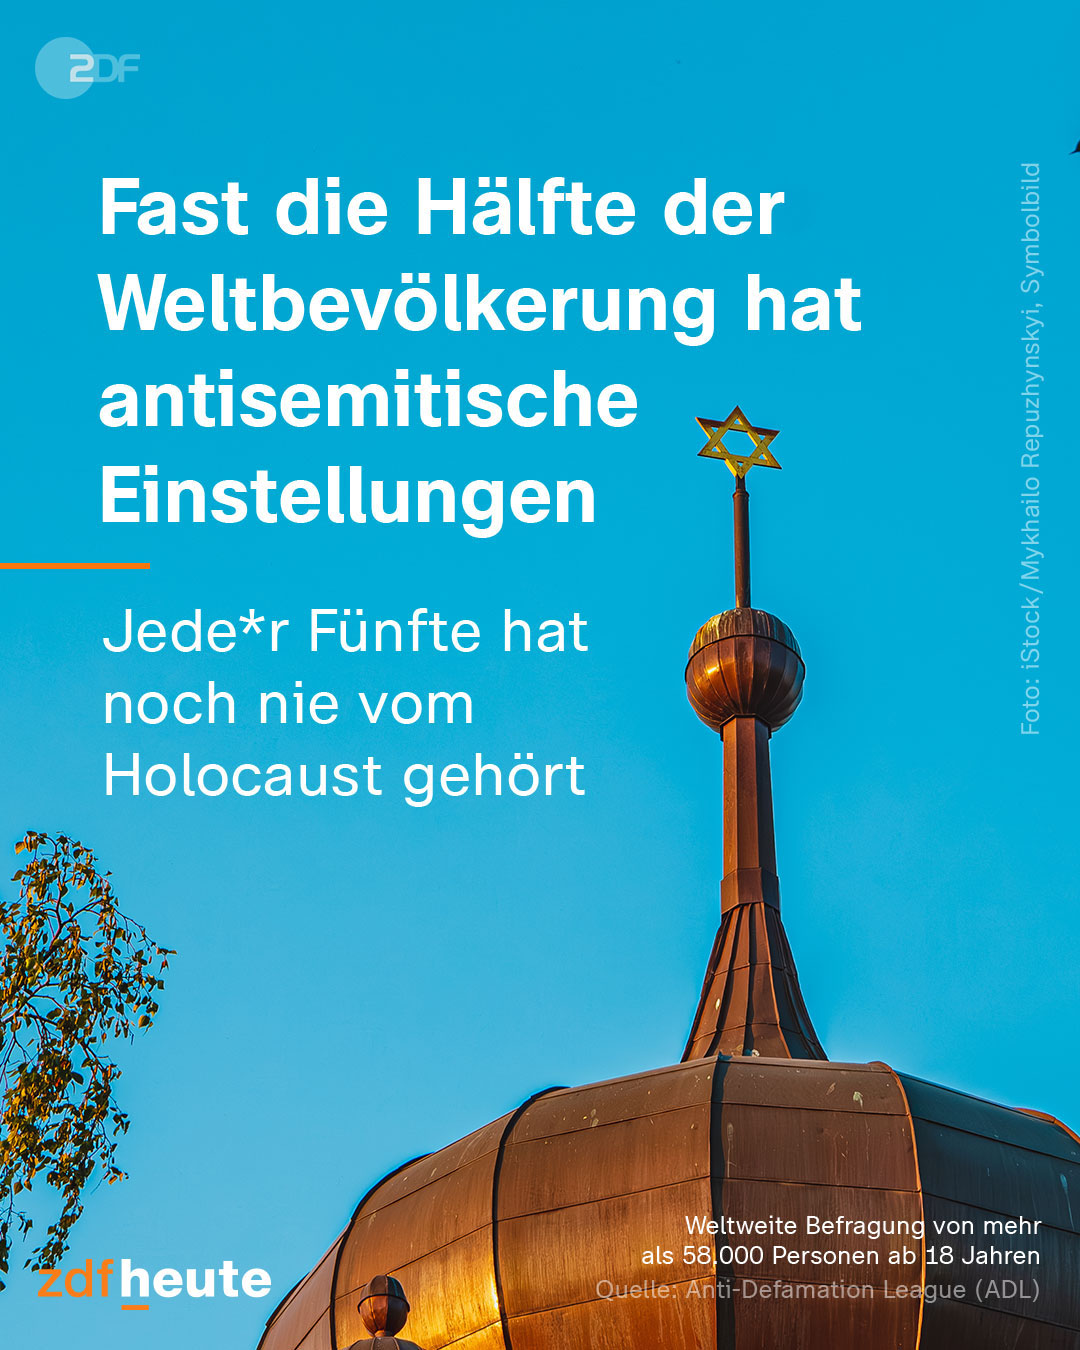 ZDF
Fast die Hälfte der
Weltbevölkerung hat
antisemitische
Einstellungen
Jede*r Fünfte hat
noch nie vom
Holocaust gehört
Foto: iStock/Mykhailo Repuzhynskyi, Symbolbild
Weltweite Befragung von mehr
als 58.000 Personen ab 18 Jahren
Quelle: Anti-Defamation League (ADL)
zdfheute